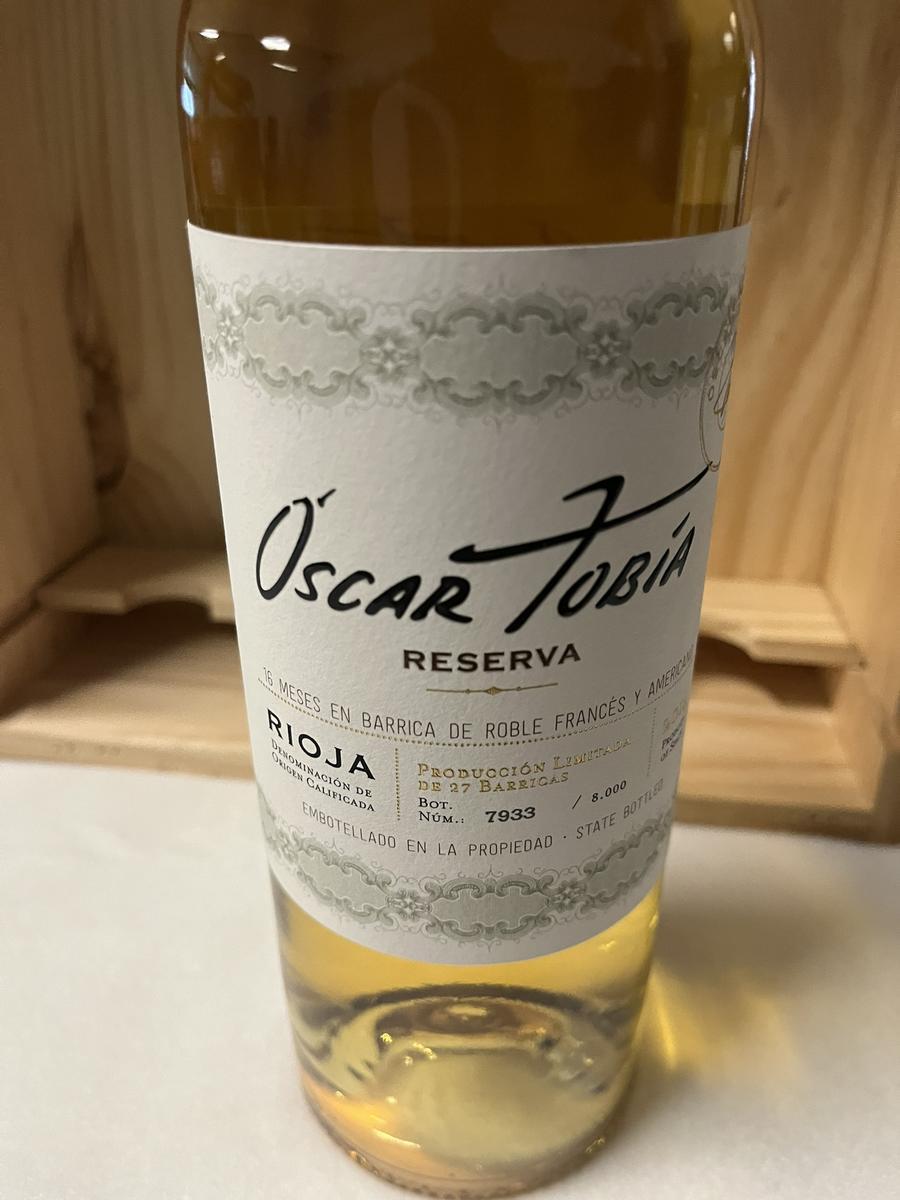 Óscar Tobía
RESERVA
16 MESES EN BARRICA DE ROBLE FRANCÉS Y AMERICANO
RIOJA
DENOMINACIÓN DE
ORIGEN CALIFICADA
PRODUCCIÓN LIMITADA
DE 27 BARRICAS
BOT.
NÚM.: 7933 / 8.000
EMBOTELLADO EN LA PROPIEDAD · STATE BOTTLED